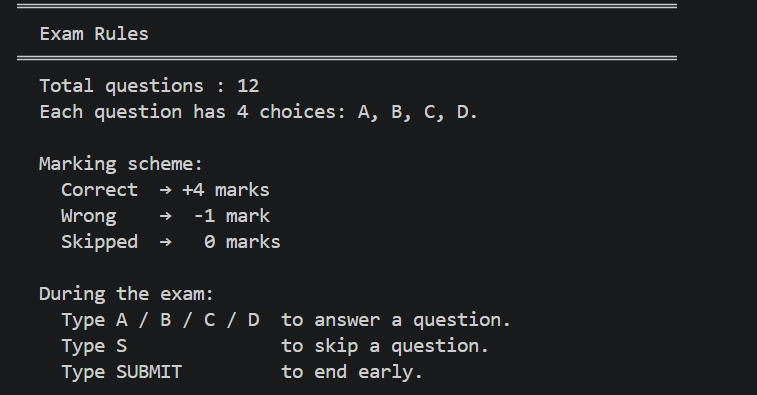 Exam Rules
Total questions : 12
Each question has 4 choices: A, B, C, D.
Marking scheme:
Correct → +4 marks
Wrong → -1 mark
Skipped → 0 marks
During the exam:
Type A / B / C / D to answer a question.
Type S to skip a question.
Type SUBMIT to end early.